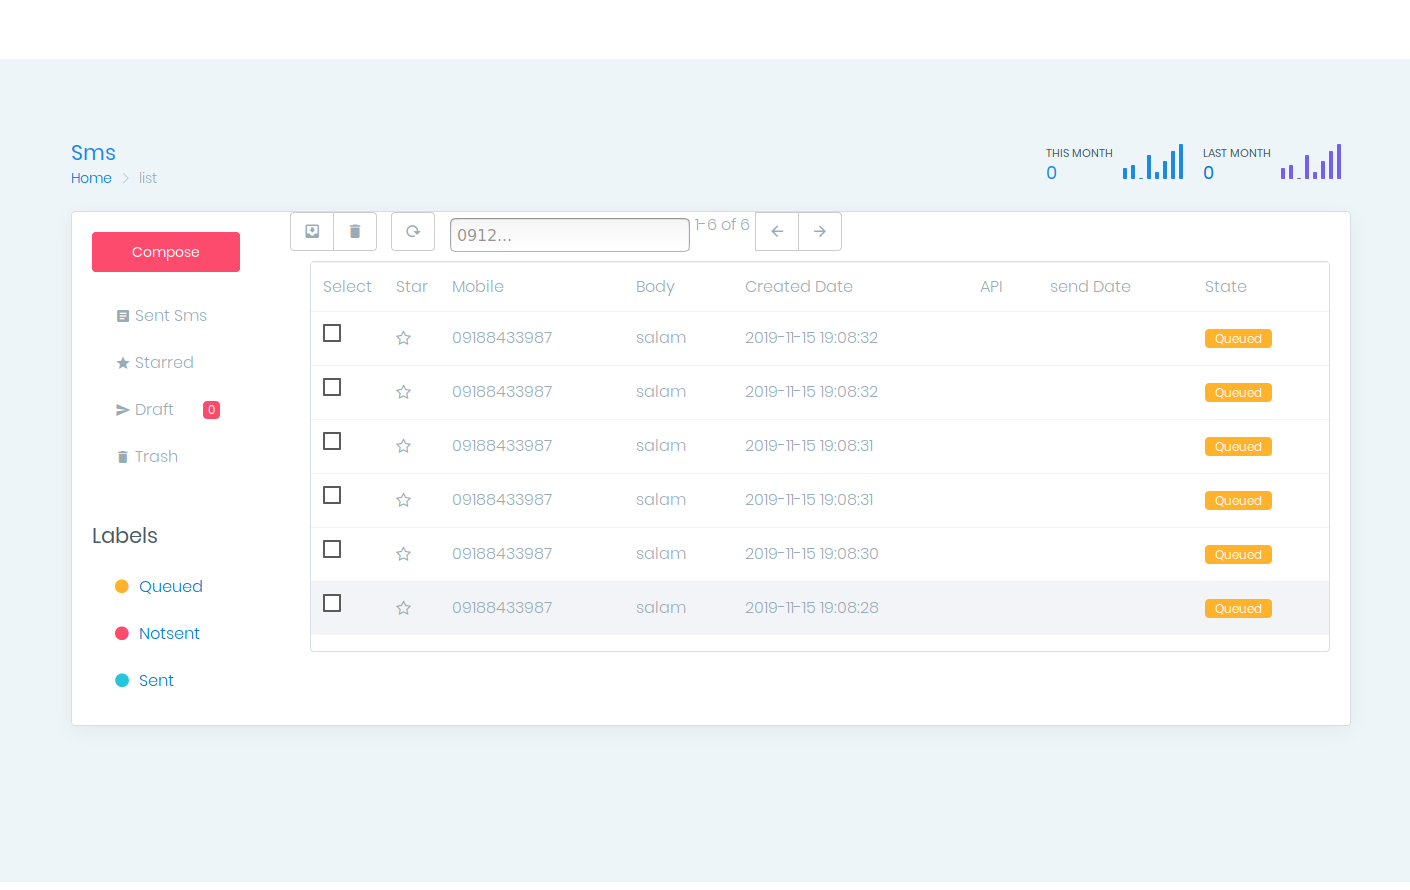 Sms
Home list
THIS MONTH
0
LAST MONTH
0
Compose
Sent Sms
Starred
Draft 0
Trash
Labels
Queued
Notsent
Sent
0912... 1-6 of 6
Select Star Mobile Body Created Date API send Date State
09188433987 salam 2019-11-15 19:08:32 Queued
09188433987 salam 2019-11-15 19:08:32 Queued
09188433987 salam 2019-11-15 19:08:31 Queued
09188433987 salam 2019-11-15 19:08:31 Queued
09188433987 salam 2019-11-15 19:08:30 Queued
09188433987 salam 2019-11-15 19:08:28 Queued